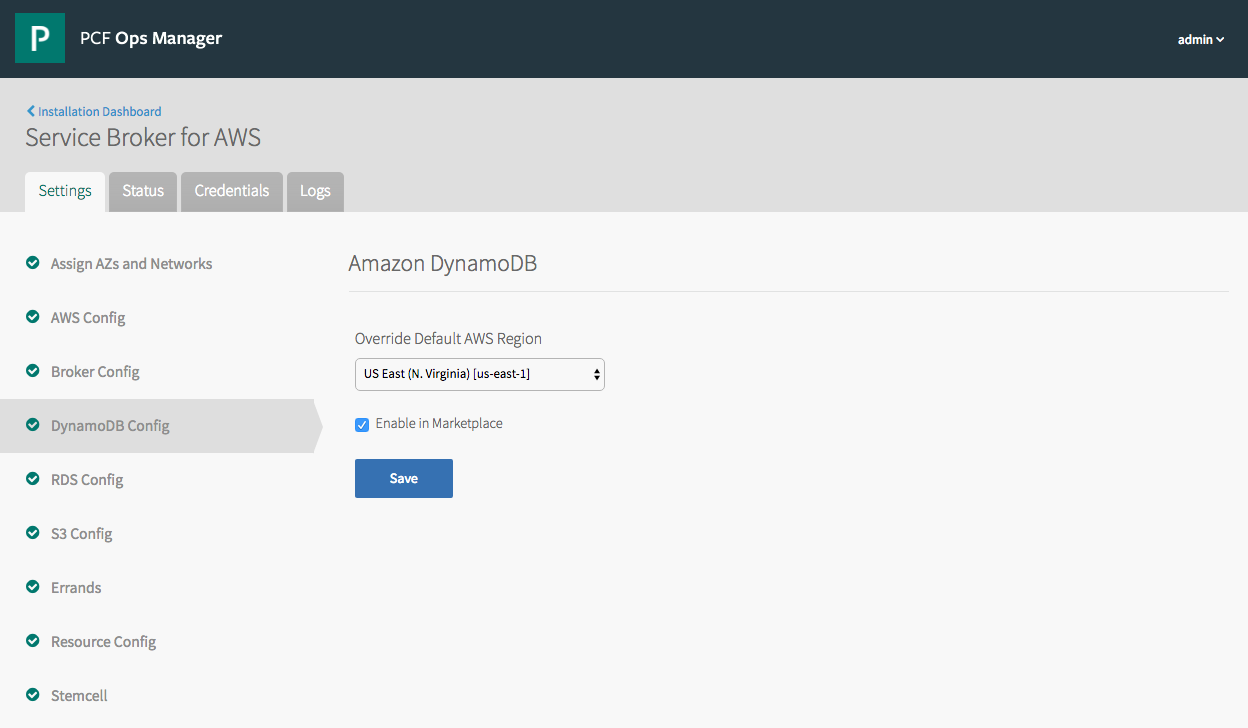 P
PCF Ops Manager
admin
Installation Dashboard
Service Broker for AWS
Settings
Status
Credentials
Logs
Assign AZs and Networks
AWS Config
Broker Config
DynamoDB Config
RDS Config
S3 Config
Errands
Resource Config
Stemcell
Amazon DynamoDB
Override Default AWS Region
US East (N. Virginia) [us-east-1]
Enable in Marketplace
Save